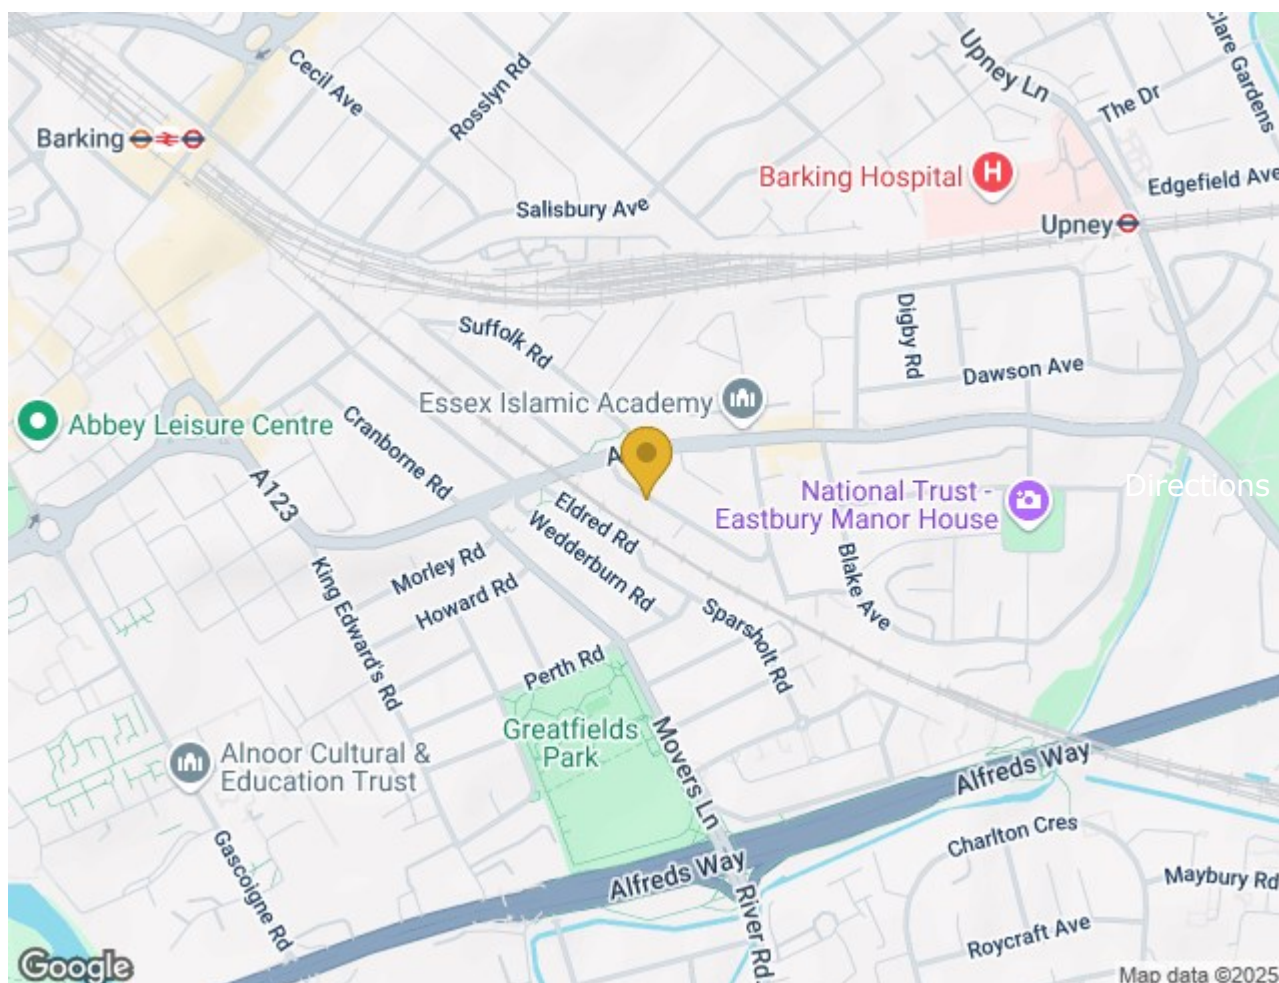 Cecil Ave
Rosslyn Rd
Upney Ln
Clare Gardens
The Dr
Barking
Barking Hospital
H
Edgefield Ave
Salisbury Ave
Upney
Suffolk Rd
Digby Rd
Dawson Ave
Essex Islamic Academy
Abbey Leisure Centre
Cranborne Rd
A
A123
National Trust -
Eastbury Manor House
Directions
Eldred Rd
Wedderburn Rd
Morley Rd
Howard Rd
King Edward's Rd
Blake Ave
Sparsholt Rd
Perth Rd
Greatfields
Park
Movers Ln
Alnoor Cultural &
Education Trust
Alfreds Way
Gascoigne Rd
Charlton Cres
Alfreds Way
Maybury Rd
River Rd
Roycraft Ave
Google
Map data ©2025